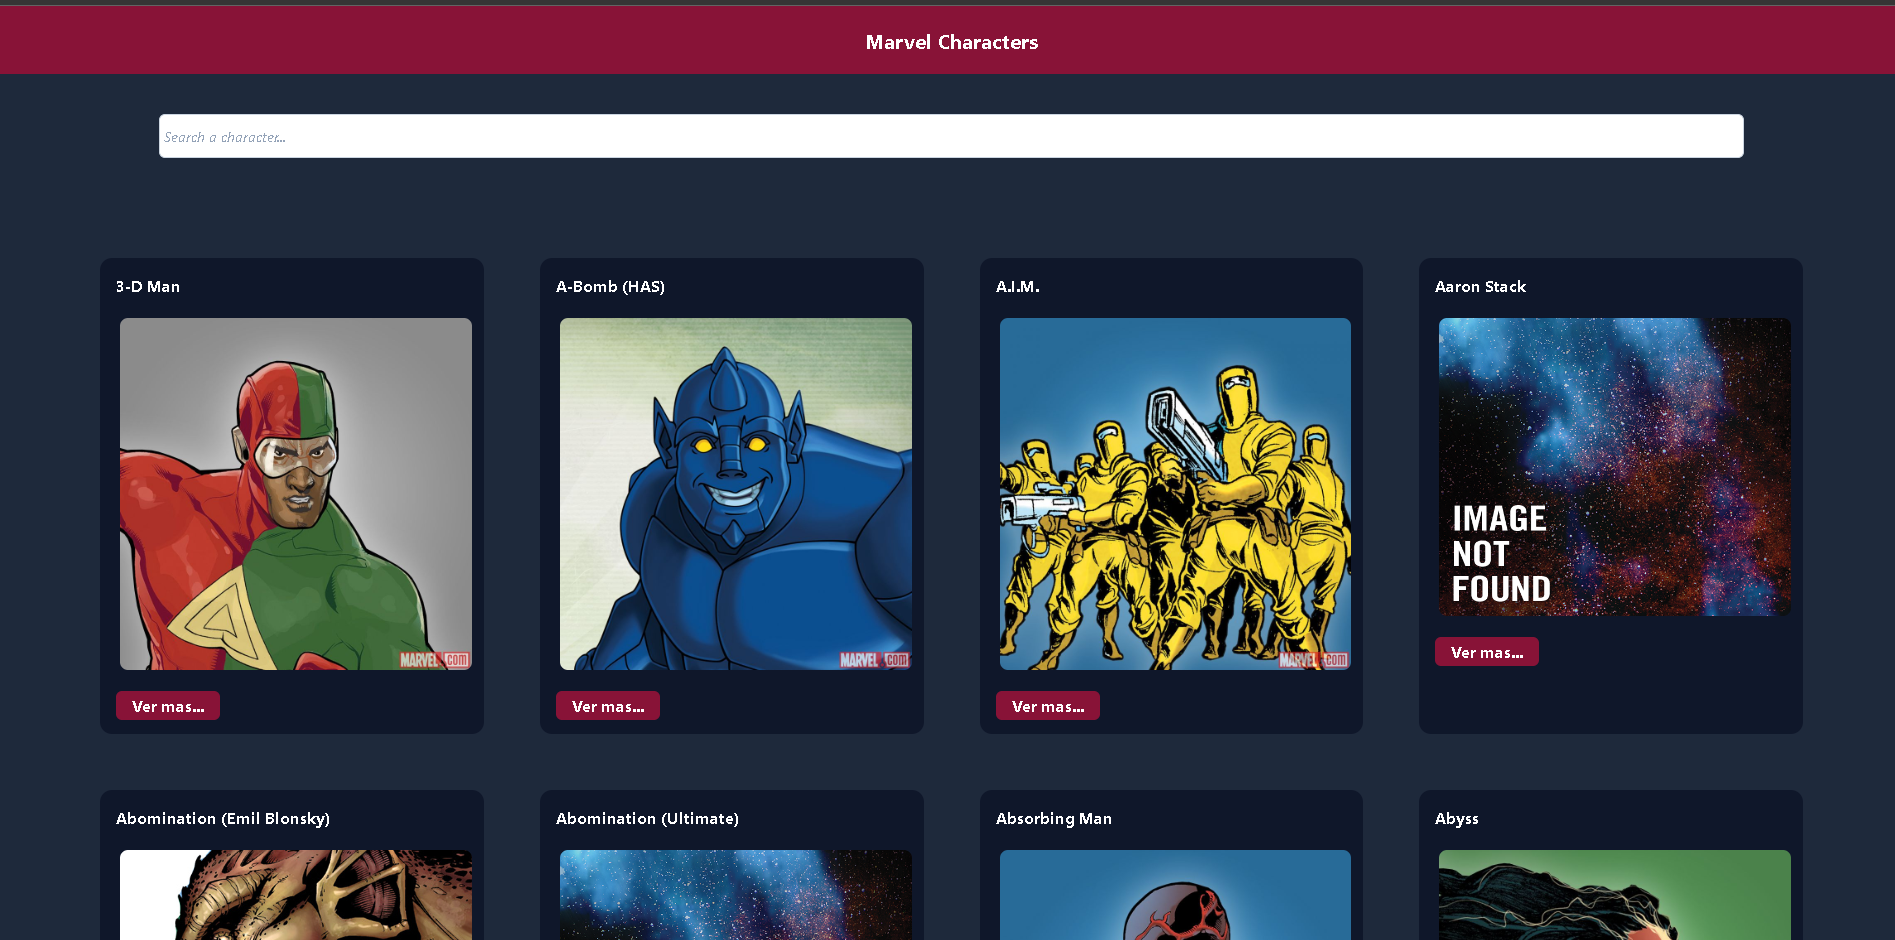 Marvel Characters
Search a character...
3-D Man
A-Bomb (HAS)
A.I.M.
Aaron Stack
MARVEL.com
MARVEL.com
MARVEL.com
IMAGE
NOT
FOUND
Ver mas...
Ver mas...
Ver mas...
Ver mas...
Abomination (Emil Blonsky)
Abomination (Ultimate)
Absorbing Man
Abyss